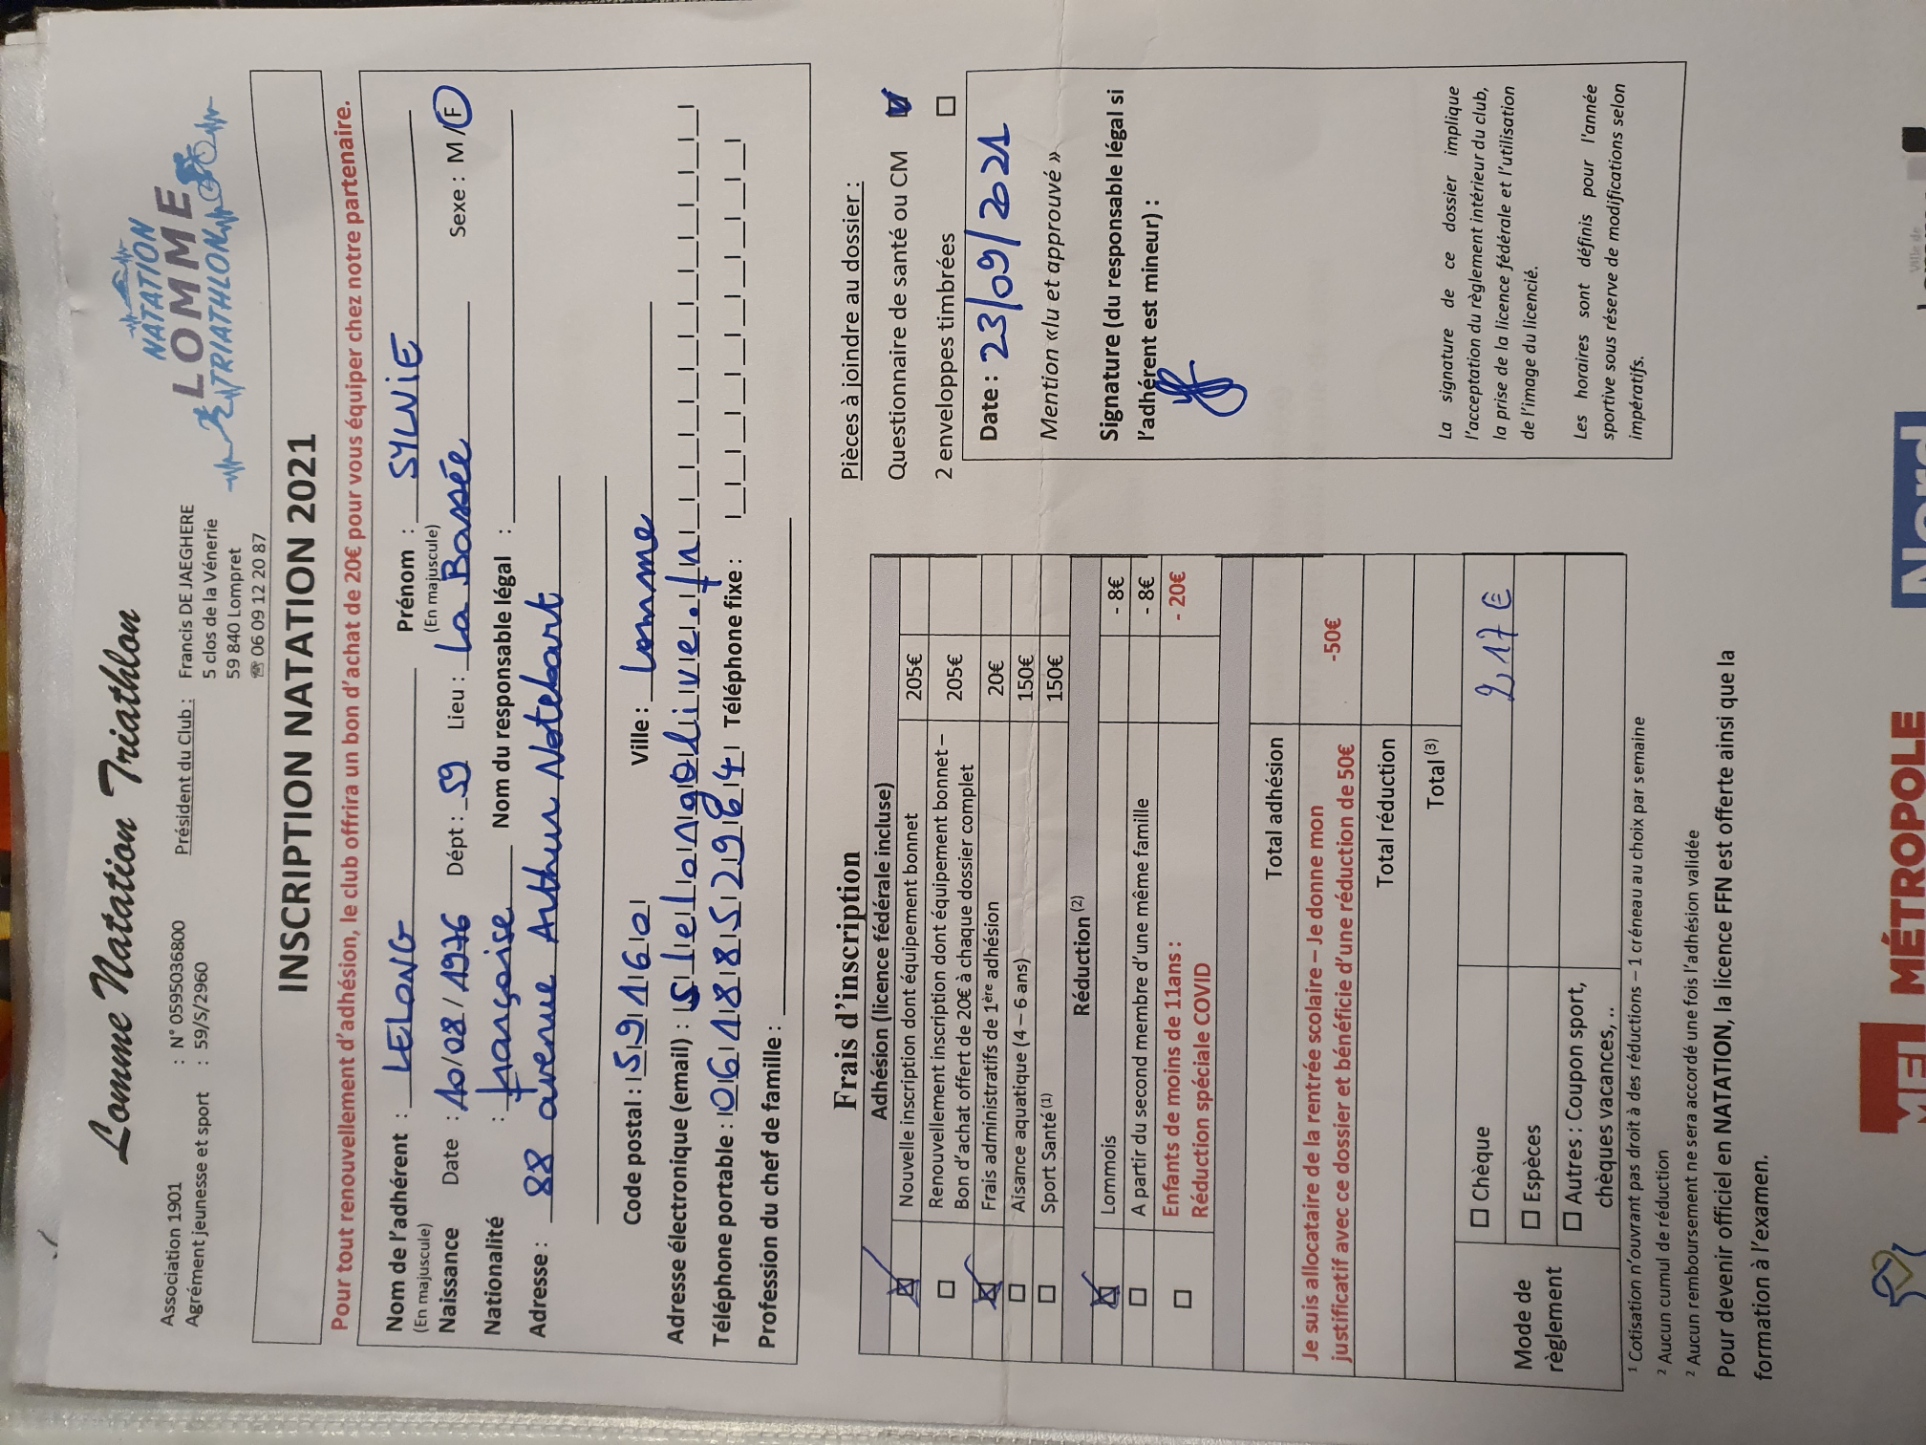 Lomme Natation Triathlon
NATATION
LOMME
TRIATHLON
Association 1901
Agrément jeunesse et sport
: N° 0595036800
: 59/S/2960
Président du Club :
Francis DE JAEGHERE
5 clos de la Vénerie
59 840 Lompret
☏ 06 09 12 20 87
INSCRIPTION NATATION 2021
Pour tout renouvellement d'adhésion, le club offrira un bon d'achat de 20€ pour vous équiper chez notre partenaire.
Nom de l'adhérent : LELONG Prénom : SYLVIE
(En majuscule) (En majuscule)
Naissance Date : 10/08/1976 Dépt : 59 Lieu : La Bassée Sexe : M / F
Nationalité : française Nom du responsable légal :
Adresse : 88 avenue Arthur Notebart
Code postal : 59160 Ville : Lomme
Adresse électronique (email) : slelong@live.fr
Téléphone portable : 0618852984 Téléphone fixe :
Profession du chef de famille :
Frais d'inscription
Adhésion (licence fédérale incluse)
Nouvelle inscription dont équipement bonnet 205€
Renouvellement inscription dont équipement bonnet –
Bon d'achat offert de 20€ à chaque dossier complet 205€
Frais administratifs de 1ère adhésion 20€
Aisance aquatique (4 – 6 ans) 150€
Sport Santé (1) 150€
Réduction (2)
Lommois - 8€
A partir du second membre d'une même famille - 8€
Enfants de moins de 11ans :
Réduction spéciale COVID - 20€
Total adhésion
Je suis allocataire de la rentrée scolaire – Je donne mon
justificatif avec ce dossier et bénéficie d'une réduction de 50€ -50€
Total réduction
Total (3)
Mode de
règlement
Chèque 217€
Espèces
Autres : Coupon sport,
chèques vacances, ..
Pièces à joindre au dossier :
Questionnaire de santé ou CM
2 enveloppes timbrées
Date : 23/09/2021
Mention «lu et approuvé »
Signature (du responsable légal si
l'adhérent est mineur) :
La signature de ce dossier implique
l'acceptation du règlement intérieur du club,
la prise de la licence fédérale et l'utilisation
de l'image du licencié.
Les horaires sont définis pour l'année
sportive sous réserve de modifications selon
impératifs.
1 Cotisation n'ouvrant pas droit à des réductions – 1 créneau au choix par semaine
2 Aucun cumul de réduction
2 Aucun remboursement ne sera accordé une fois l'adhésion validée
Pour devenir officiel en NATATION, la licence FFN est offerte ainsi que la
formation à l'examen.
MEL
MÉTROPOLE
Nord
Ville de